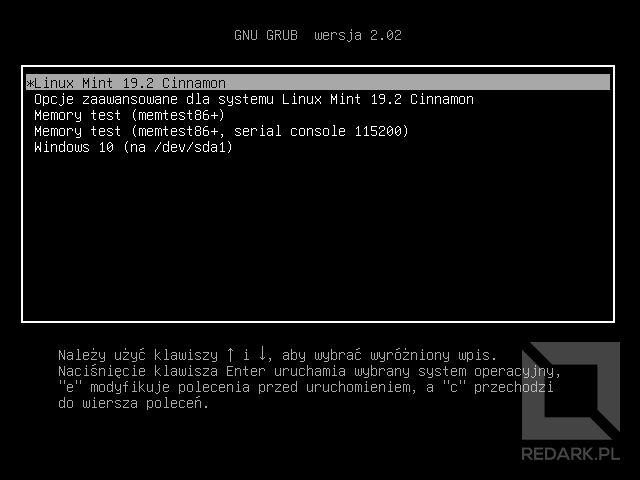 GNU GRUB  wersja 2.02
*Linux Mint 19.2 Cinnamon
Opcje zaawansowane dla systemu Linux Mint 19.2 Cinnamon
Memory test (memtest86+)
Memory test (memtest86+, serial console 115200)
Windows 10 (na /dev/sda1)
Należy użyć klawiszy ↑ i ↓, aby wybrać wyróżniony wpis.
Naciśnięcie klawisza Enter uruchamia wybrany system operacyjny,
"e" modyfikuje polecenia przed uruchomieniem, a "c" przechodzi
do wiersza poleceń.
REDARK.PL